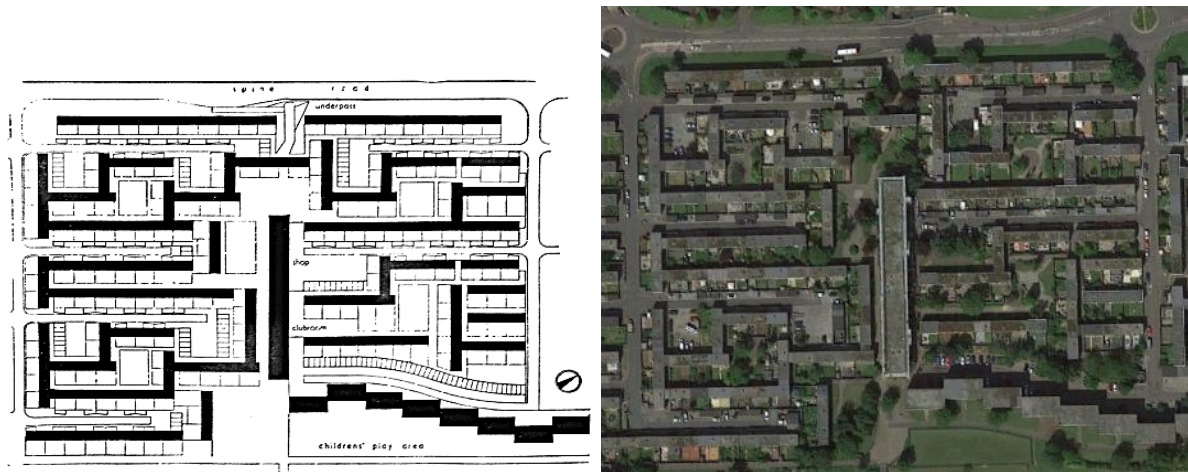 spine road
underpass
shop
clubroom
childrens' play area